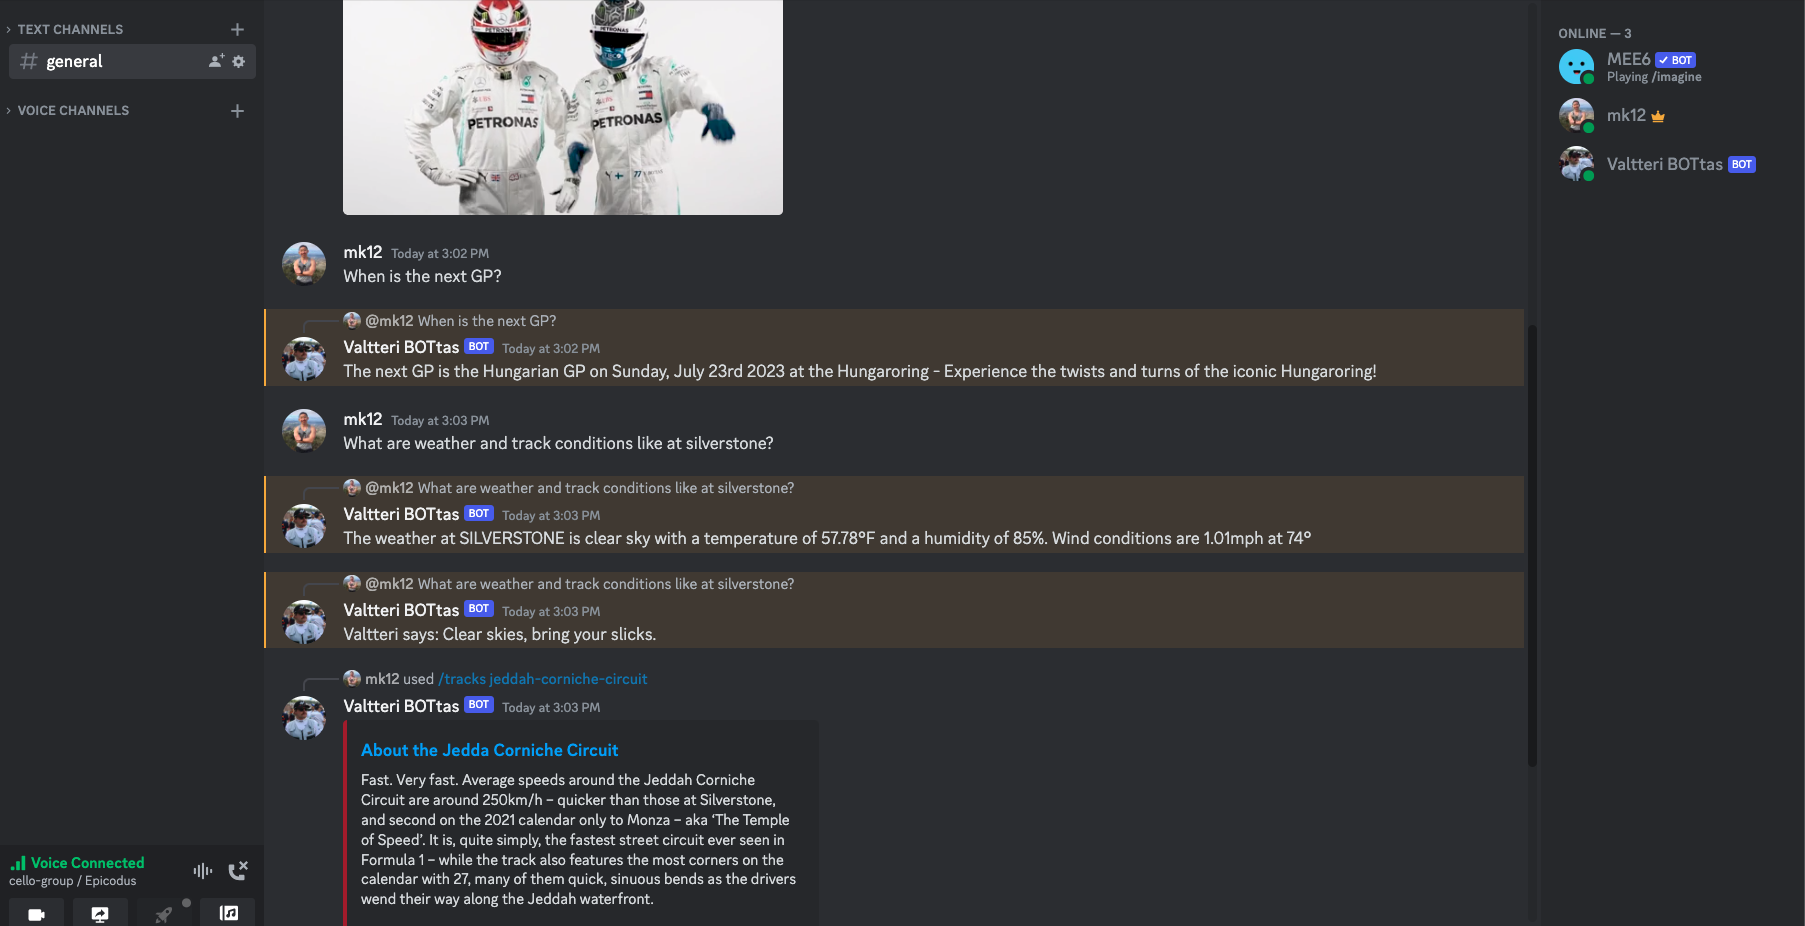 TEXT CHANNELS
general
VOICE CHANNELS
Voice Connected
cello-group / Epicodus
PETRONAS
PETRONAS
PETRONAS
PETRONAS
UBS
UBS
77
mk12 Today at 3:02 PM
When is the next GP?
@mk12 When is the next GP?
Valtteri BOTtas BOT Today at 3:02 PM
The next GP is the Hungarian GP on Sunday, July 23rd 2023 at the Hungaroring - Experience the twists and turns of the iconic Hungaroring!
mk12 Today at 3:03 PM
What are weather and track conditions like at silverstone?
@mk12 What are weather and track conditions like at silverstone?
Valtteri BOTtas BOT Today at 3:03 PM
The weather at SILVERSTONE is clear sky with a temperature of 57.78°F and a humidity of 85%. Wind conditions are 1.01mph at 74°
@mk12 What are weather and track conditions like at silverstone?
Valtteri BOTtas BOT Today at 3:03 PM
Valtteri says: Clear skies, bring your slicks.
mk12 used /tracks jeddah-corniche-circuit
Valtteri BOTtas BOT Today at 3:03 PM
About the Jedda Corniche Circuit
Fast. Very fast. Average speeds around the Jeddah Corniche
Circuit are around 250km/h – quicker than those at Silverstone,
and second on the 2021 calendar only to Monza – aka ‘The Temple
of Speed’. It is, quite simply, the fastest street circuit ever seen in
Formula 1 – while the track also features the most corners on the
calendar with 27, many of them quick, sinuous bends as the drivers
wend their way along the Jeddah waterfront.
ONLINE — 3
MEE6 BOT
Playing /imagine
mk12
Valtteri BOTtas BOT